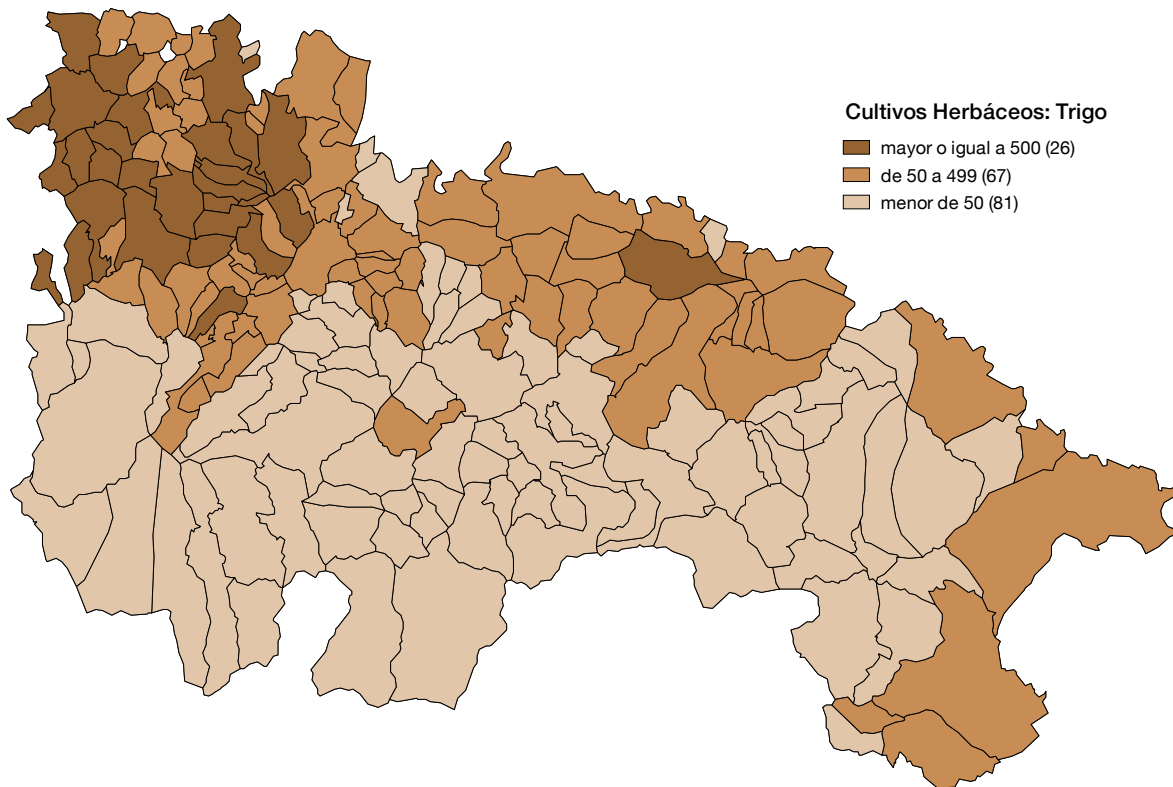 Cultivos Herbáceos: Trigo
mayor o igual a 500 (26)
de 50 a 499 (67)
menor de 50 (81)